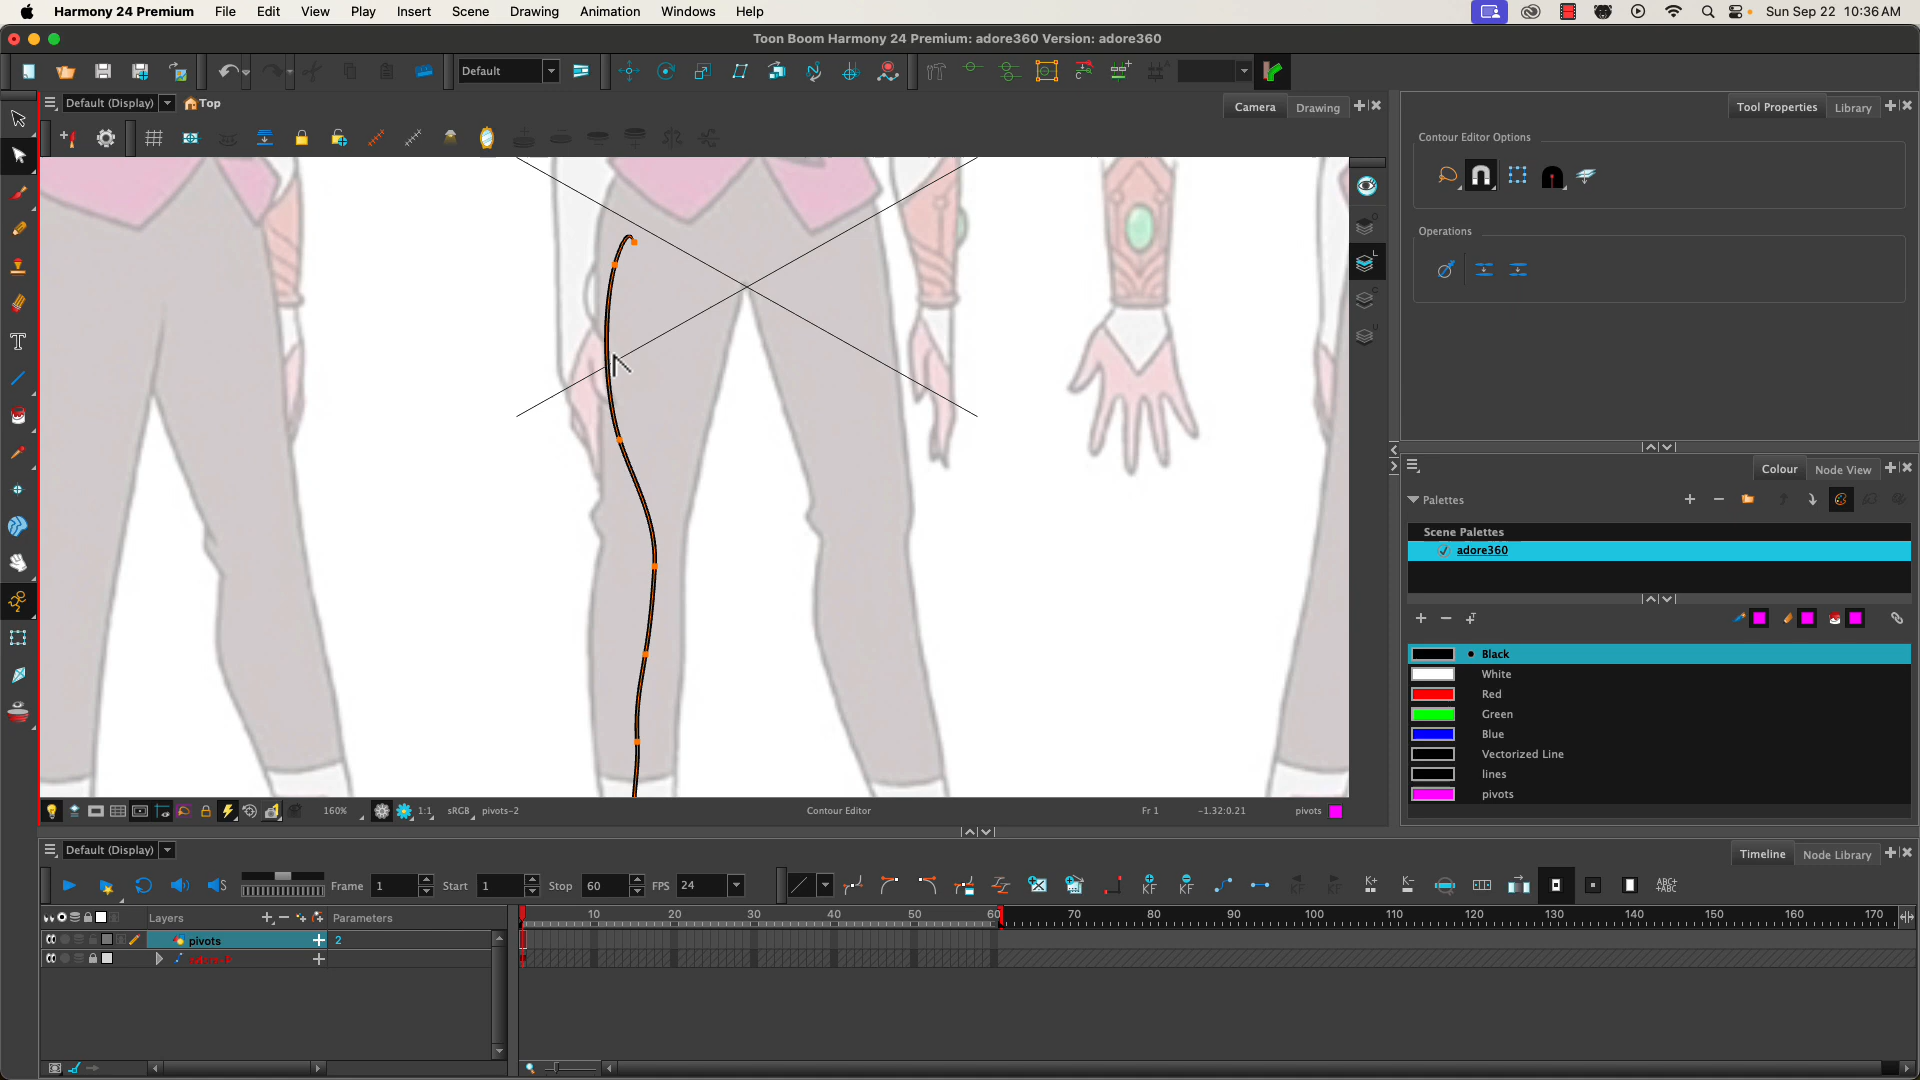 Harmony 24 Premium File Edit View Play Insert Scene Drawing Animation Windows Help Sun Sep 22 10:36 AM
Toon Boom Harmony 24 Premium: adore360 Version: adore360
Default
Default (Display) Top Camera Drawing
Tool Properties Library
Contour Editor Options
Operations
Colour Node View
Palettes
Scene Palettes
adore360
Black
White
Red
Green
Blue
Vectorized Line
lines
pivots
160% 1:1 sRGB pivots-2 Contour Editor Fr 1 -1.32:0.21 pivots
Default (Display) Timeline Node Library
Frame 1 Start 1 Stop 60 FPS 24
Layers Parameters 10 20 30 40 50 60 70 80 90 100 110 120 130 140 150 160 170
pivots 2